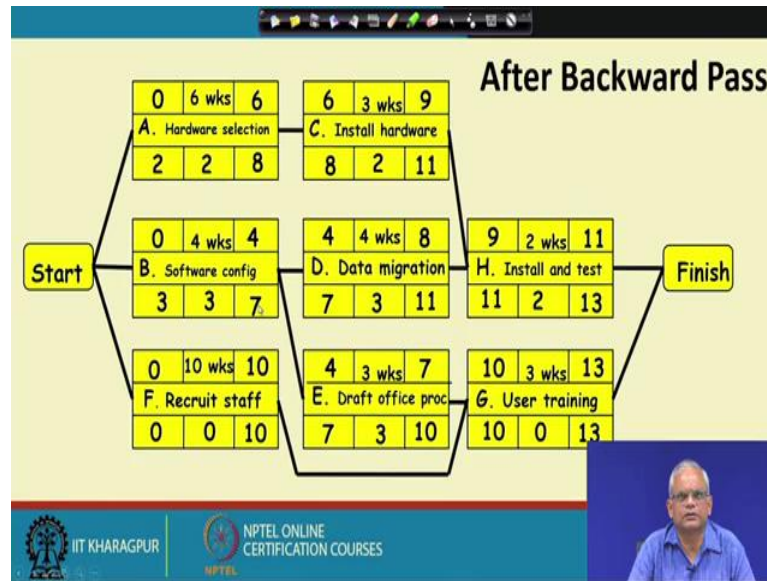 After Backward Pass
0 6 wks 6
A. Hardware selection
2 2 8
6 3 wks 9
C. Install hardware
8 2 11
Start
0 4 wks 4
B. Software config
3 3 7
4 4 wks 8
D. Data migration
7 3 11
9 2 wks 11
H. Install and test
11 2 13
Finish
0 10 wks 10
F. Recruit staff
0 0 10
4 3 wks 7
E. Draft office proc
7 3 10
10 3 wks 13
G. User training
10 0 13
IIT KHARAGPUR
NPTEL
NPTEL ONLINE
CERTIFICATION COURSES